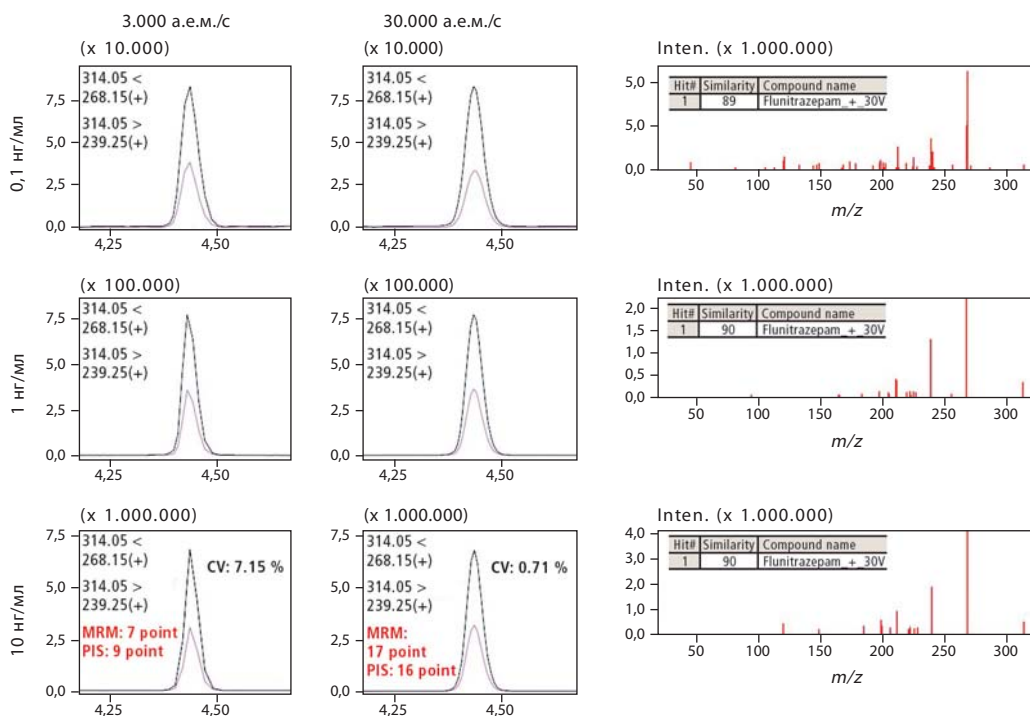 3.000 а.е.м./с
30.000 а.е.м./с
(x 10.000)
(x 10.000)
Inten. (x 1.000.000)
0,1 нг/мл
7,5
5,0
2,5
0,0
314.05 <
268.15(+)
314.05 >
239.25(+)
4,25
4,50
7,5
5,0
2,5
0,0
314.05 <
268.15(+)
314.05 >
239.25(+)
4,25
4,50
5,0
5,0
0,0
Hit# Similarity Compound name
1 89 Flunitrazepam_+_30V
50 100 150 200 250 300
m/z
(x 100.000)
(x 100.000)
Inten. (x 1.000.000)
1 нг/мл
7,5
5,0
2,5
0,0
314.05 <
268.15(+)
314.05 >
239.25(+)
4,25
4,50
7,5
5,0
2,5
0,0
314.05 <
268.15(+)
314.05 >
239.25(+)
4,25
4,50
2,0
1,5
1,0
0,5
0,0
Hit# Similarity Compound name
1 90 Flunitrazepam_+_30V
50 100 150 200 250 300
m/z
(x 1.000.000)
(x 1.000.000)
Inten. (x 1.000.000)
10 нг/мл
7,5
5,0
2,5
0,0
314.05 <
268.15(+)
CV: 7.15 %
314.05 >
239.25(+)
MRM: 7 point
PIS: 9 point
4,25
4,50
7,5
5,0
2,5
0,0
314.05 <
268.15(+)
CV: 0.71 %
314.05 >
239.25(+)
MRM:
17 point
PIS: 16 point
4,25
4,50
4,0
3,0
2,0
1,0
0,0
Hit# Similarity Compound name
1 90 Flunitrazepam_+_30V
50 100 150 200 250 300
m/z